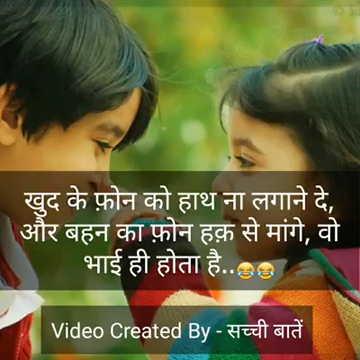 खुद के फ़ोन को हाथ ना लगाने दे,
और बहन का फ़ोन हक़ से मांगे, वो
भाई ही होता है..😂😂
Video Created By - सच्ची बातें